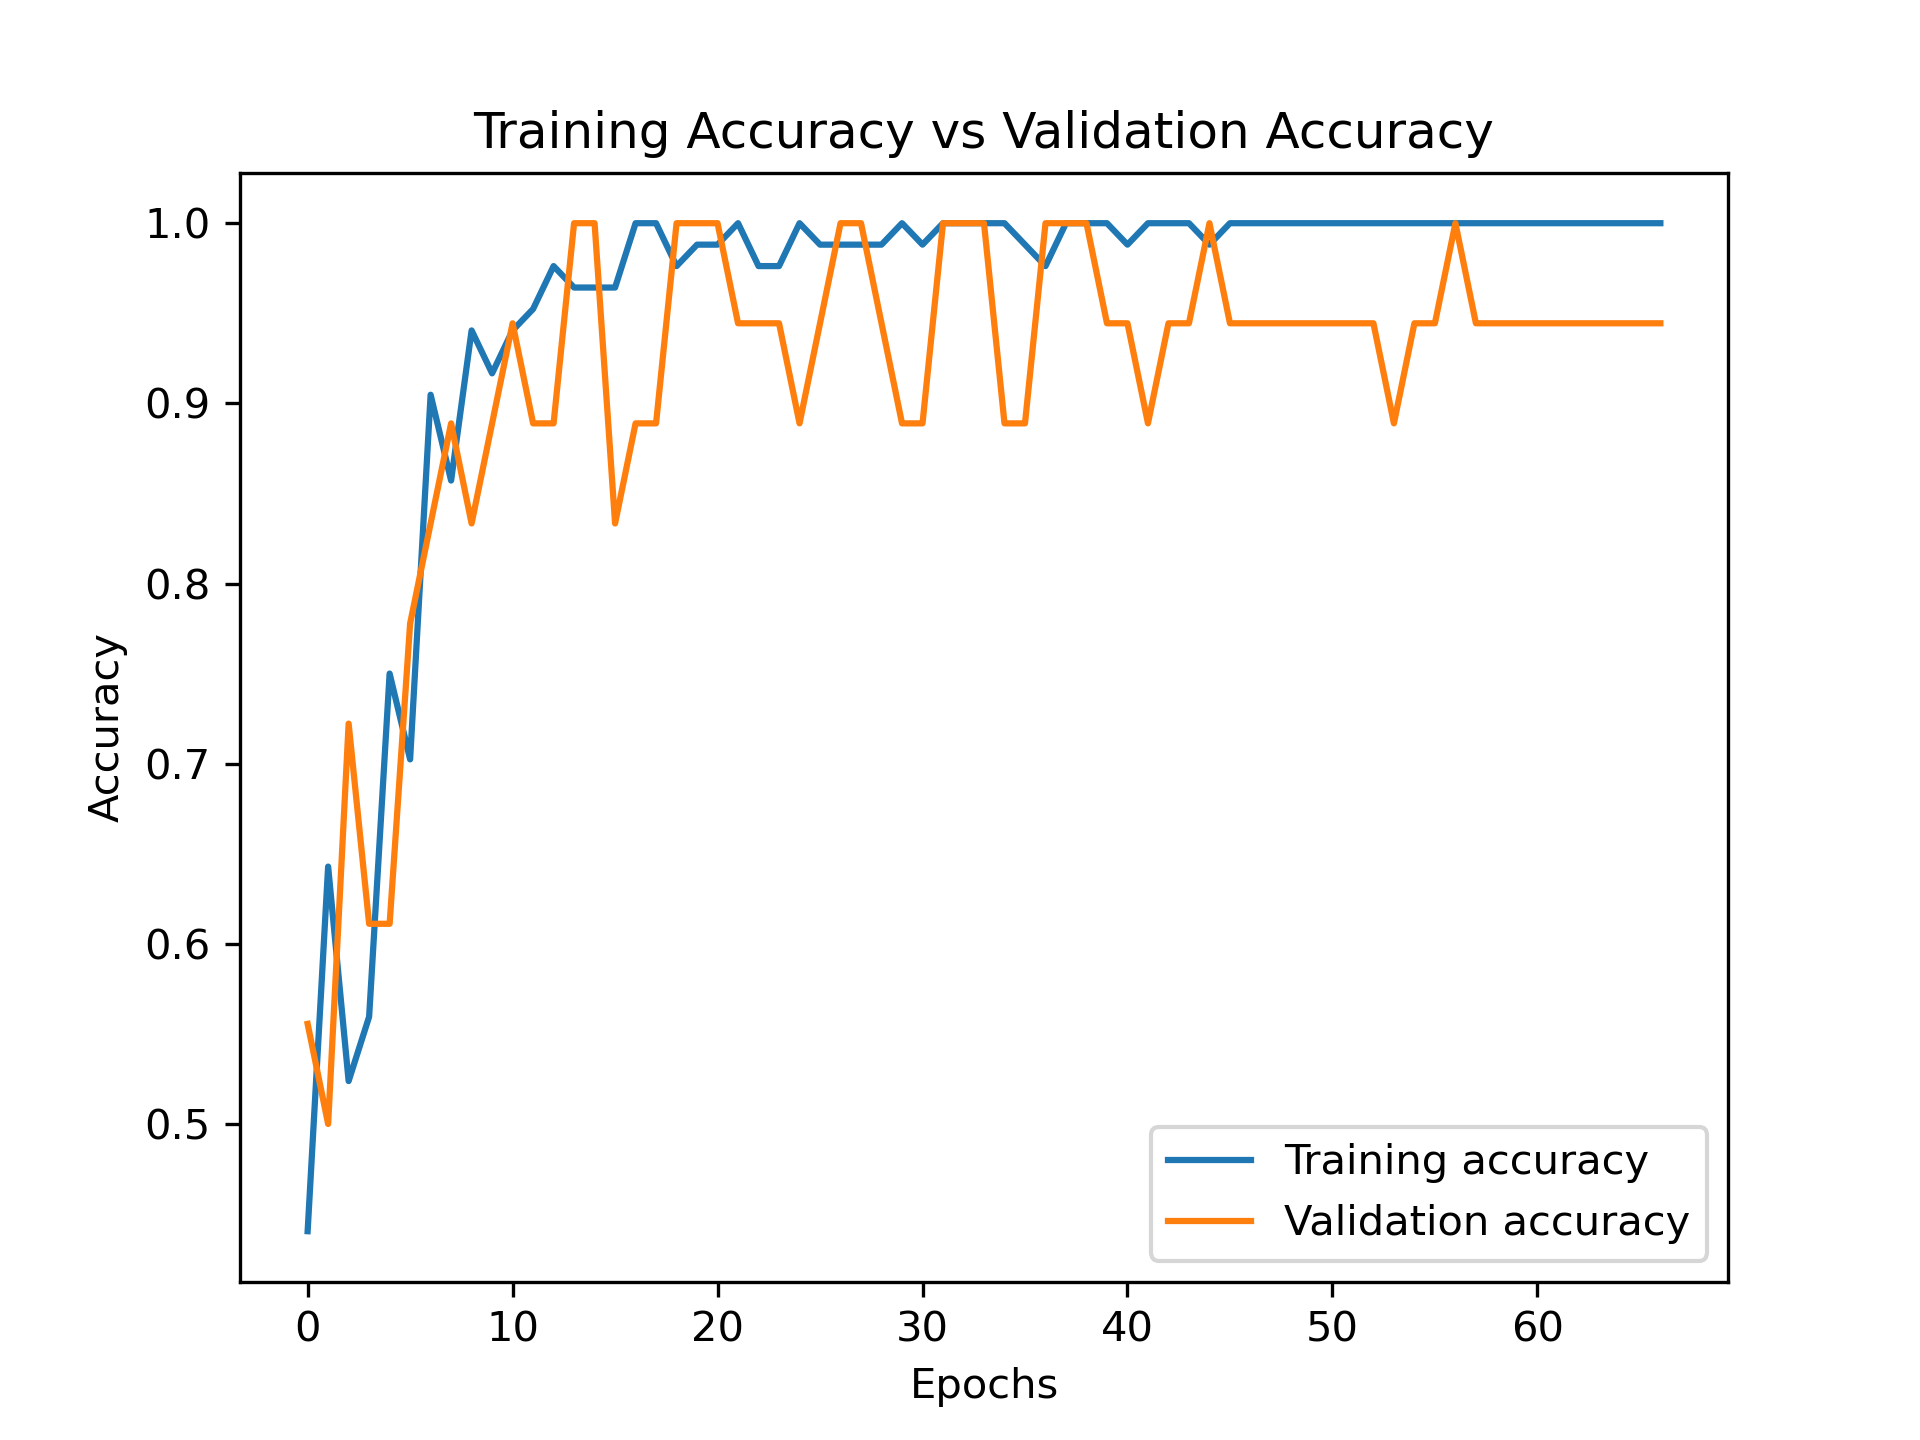 Training Accuracy vs Validation Accuracy
1.0
0.9
0.8
0.7
0.6
0.5
Accuracy
Training accuracy
Validation accuracy
0 10 20 30 40 50 60
Epochs